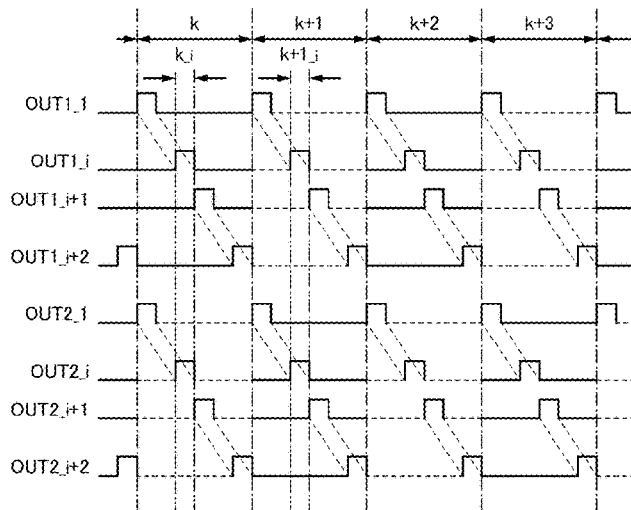 k k+1 k+2 k+3
k_i k+1_i
OUT1_1
OUT1_i
OUT1_i+1
OUT1_i+2
OUT2_1
OUT2_i
OUT2_i+1
OUT2_i+2